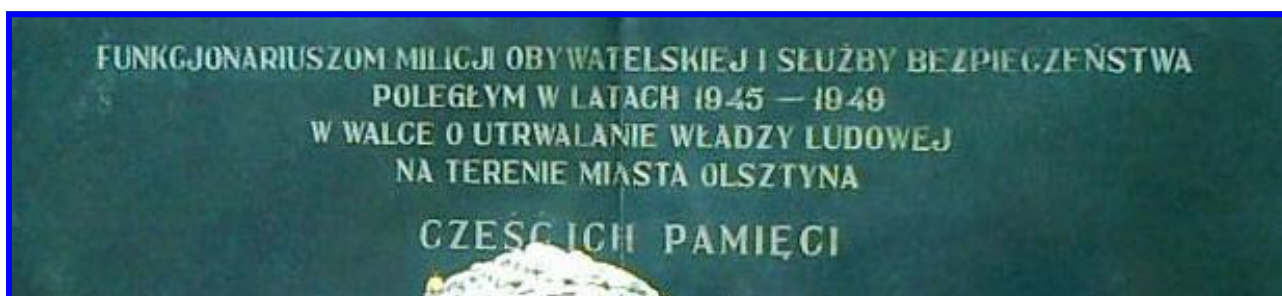 FUNKCJONARIUSZOM MILICJI OBYWATELSKIEJ I SŁUŻBY BEZPIECZEŃSTWA
POLEGŁYM W LATACH 1945 — 1949
W WALCE O UTRWALANIE WŁADZY LUDOWEJ
NA TERENIE MIASTA OLSZTYNA
CZEŚĆ ICH PAMIĘCI